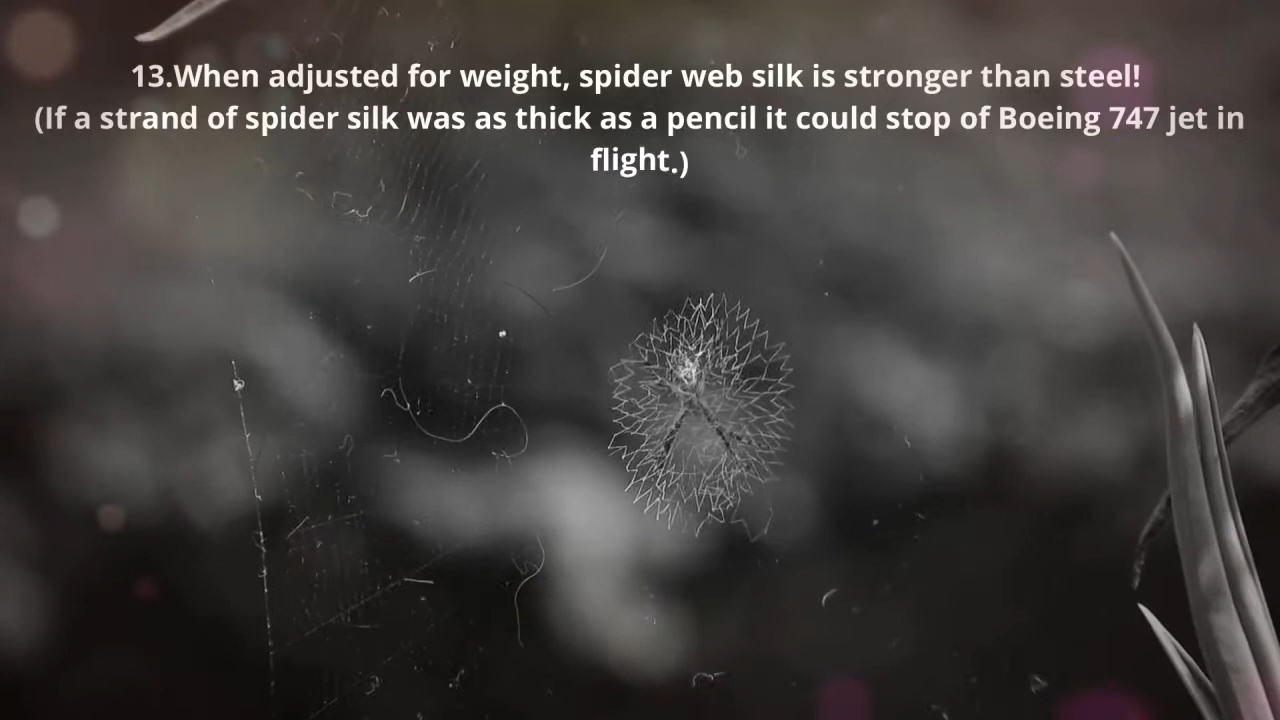 13.When adjusted for weight, spider web silk is stronger than steel!
(If a strand of spider silk was as thick as a pencil it could stop of Boeing 747 jet in
flight.)